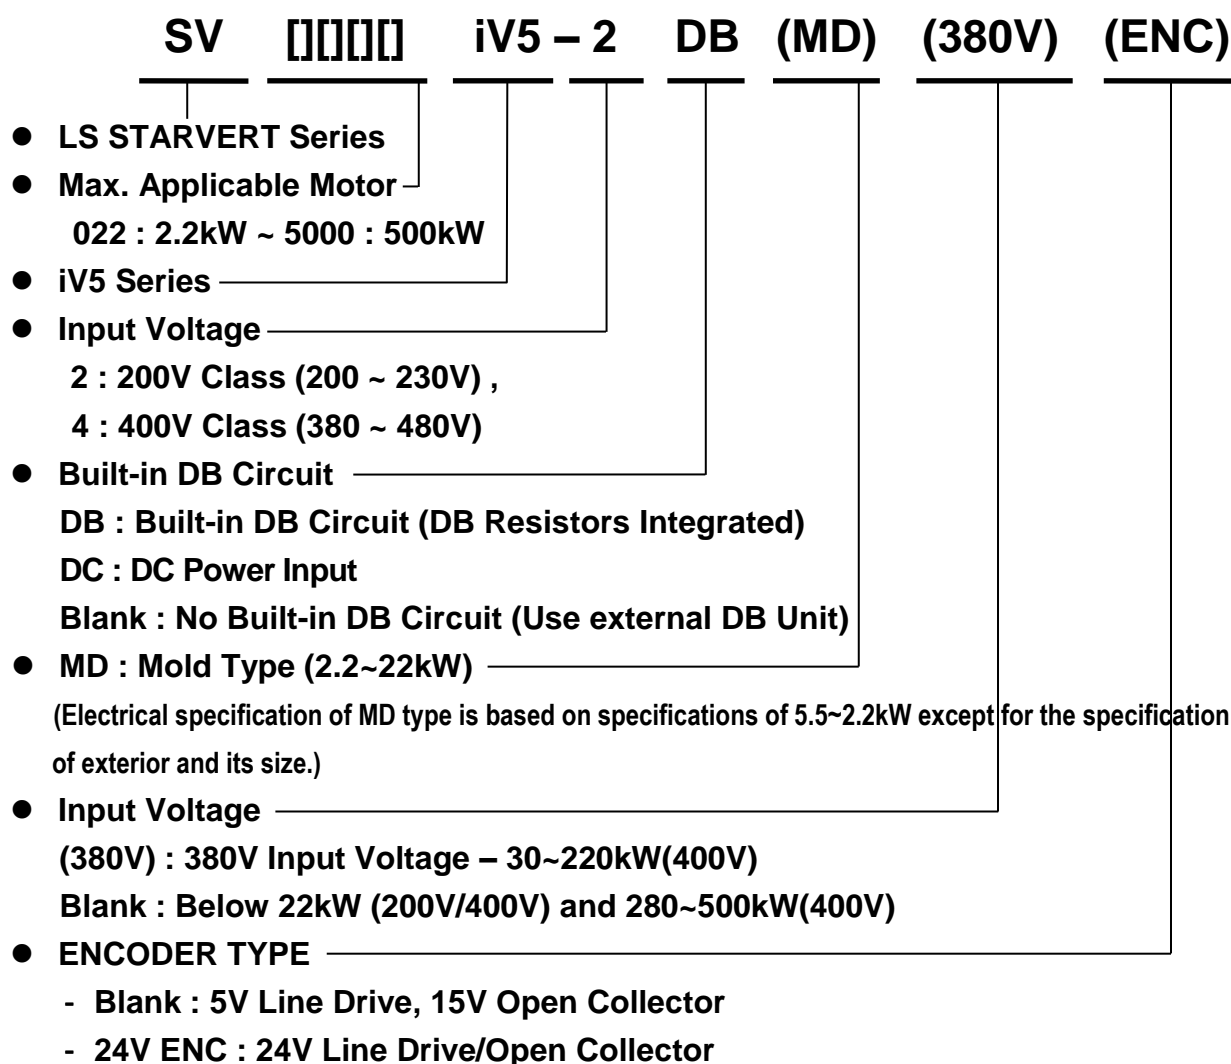 SV [][][][] iV5 – 2 DB (MD) (380V) (ENC)
● LS STARVERT Series
● Max. Applicable Motor
022 : 2.2kW ~ 5000 : 500kW
● iV5 Series
● Input Voltage
2 : 200V Class (200 ~ 230V) ,
4 : 400V Class (380 ~ 480V)
● Built-in DB Circuit
DB : Built-in DB Circuit (DB Resistors Integrated)
DC : DC Power Input
Blank : No Built-in DB Circuit (Use external DB Unit)
● MD : Mold Type (2.2~22kW)
(Electrical specification of MD type is based on specifications of 5.5~2.2kW except for the specification
of exterior and its size.)
● Input Voltage
(380V) : 380V Input Voltage – 30~220kW(400V)
Blank : Below 22kW (200V/400V) and 280~500kW(400V)
● ENCODER TYPE
- Blank : 5V Line Drive, 15V Open Collector
- 24V ENC : 24V Line Drive/Open Collector